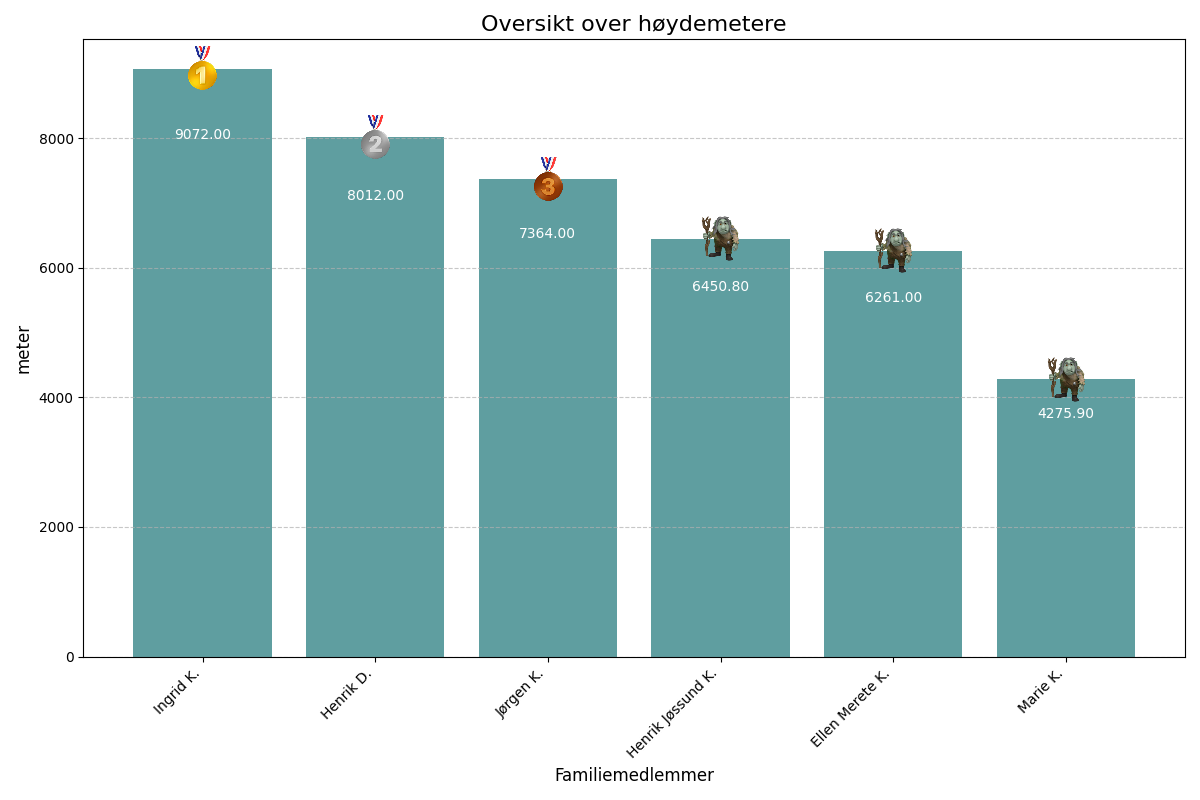 Oversikt over høydemetere
1
2
3
9072.00
8012.00
7364.00
6450.80
6261.00
4275.90
8000
6000
4000
2000
0
meter
Ingrid K.
Henrik D.
Jørgen K.
Henrik Jøssund K.
Ellen Merete K.
Marie K.
Familiemedlemmer